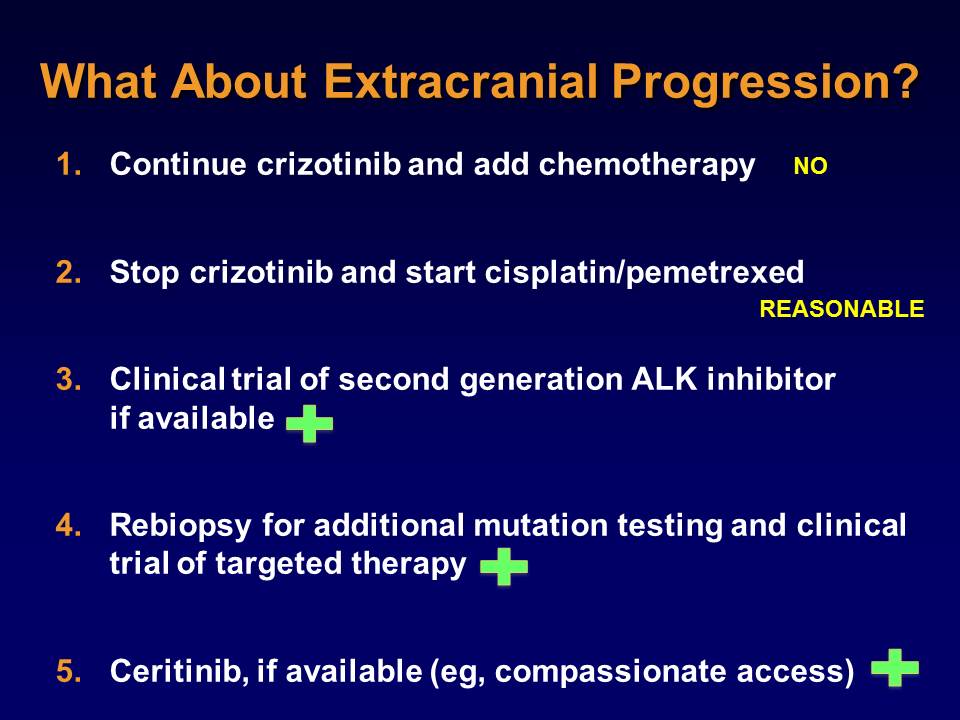 What About Extracranial Progression?
1. Continue crizotinib and add chemotherapy NO
2. Stop crizotinib and start cisplatin/pemetrexed
REASONABLE
3. Clinical trial of second generation ALK inhibitor
if available
4. Rebiopsy for additional mutation testing and clinical
trial of targeted therapy
5. Ceritinib, if available (eg, compassionate access)